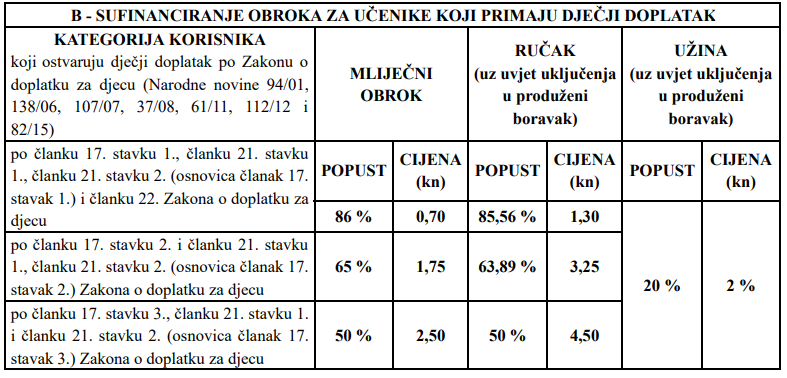 B - SUFINANCIRANJE OBROKA ZA UČENIKE KOJI PRIMAJU DJEČJI DOPLATAK
KATEGORIJA KORISNIKA
koji ostvaruju dječji doplatak po Zakonu o
doplatku za djecu (Narodne novine 94/01,
138/06, 107/07, 37/08, 61/11, 112/12 i
82/15)
MLIJEČNI
OBROK
RUČAK
(uz uvjet uključenja
u produženi
boravak)
UŽINA
(uz uvjet uključenja
u produženi
boravak)
po članku 17. stavku 1., članku 21. stavku
1., članku 21. stavku 2. (osnovica članak 17.
stavak 1.) i članku 22. Zakona o doplatku za
djecu
POPUST
CIJENA
(kn)
POPUST
CIJENA
(kn)
POPUST
CIJENA
(kn)
86 %
0,70
85,56 %
1,30
20 %
2 %
po članku 17. stavku 2. i članku 21. stavku
1., članku 21. stavku 2. (osnovica članak 17.
stavak 2.) Zakona o doplatku za djecu
65 %
1,75
63,89 %
3,25
po članku 17. stavku 3., članku 21. stavku 1.
i članku 21. stavku 2. (osnovica članak 17.
stavak 3.) Zakona o doplatku za djecu
50 %
2,50
50 %
4,50